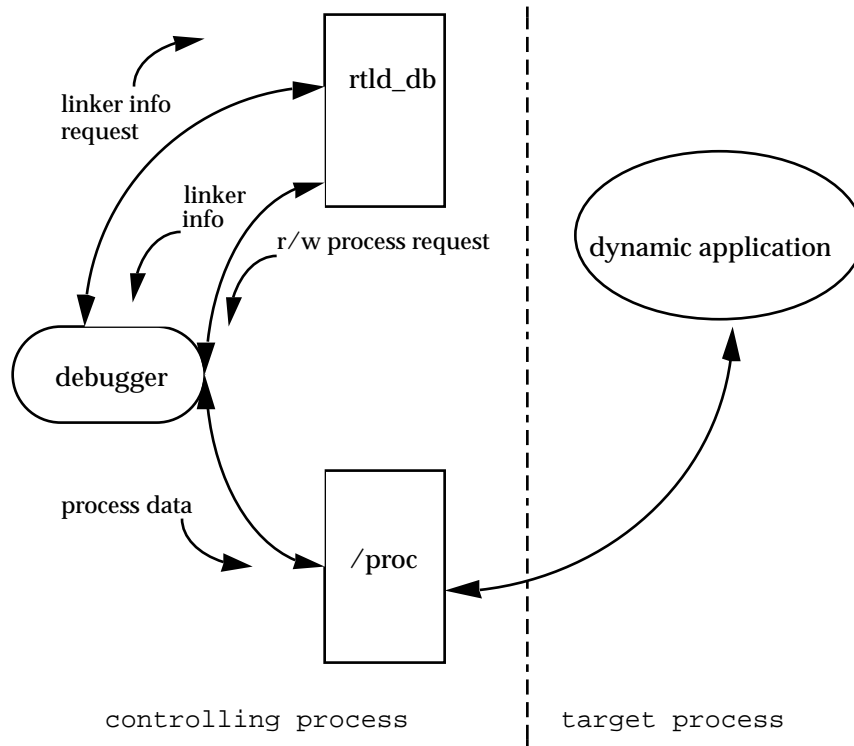 rtld_db
linker info
request
linker
info
r/w process request
dynamic application
debugger
process data
/proc
controlling process
target process